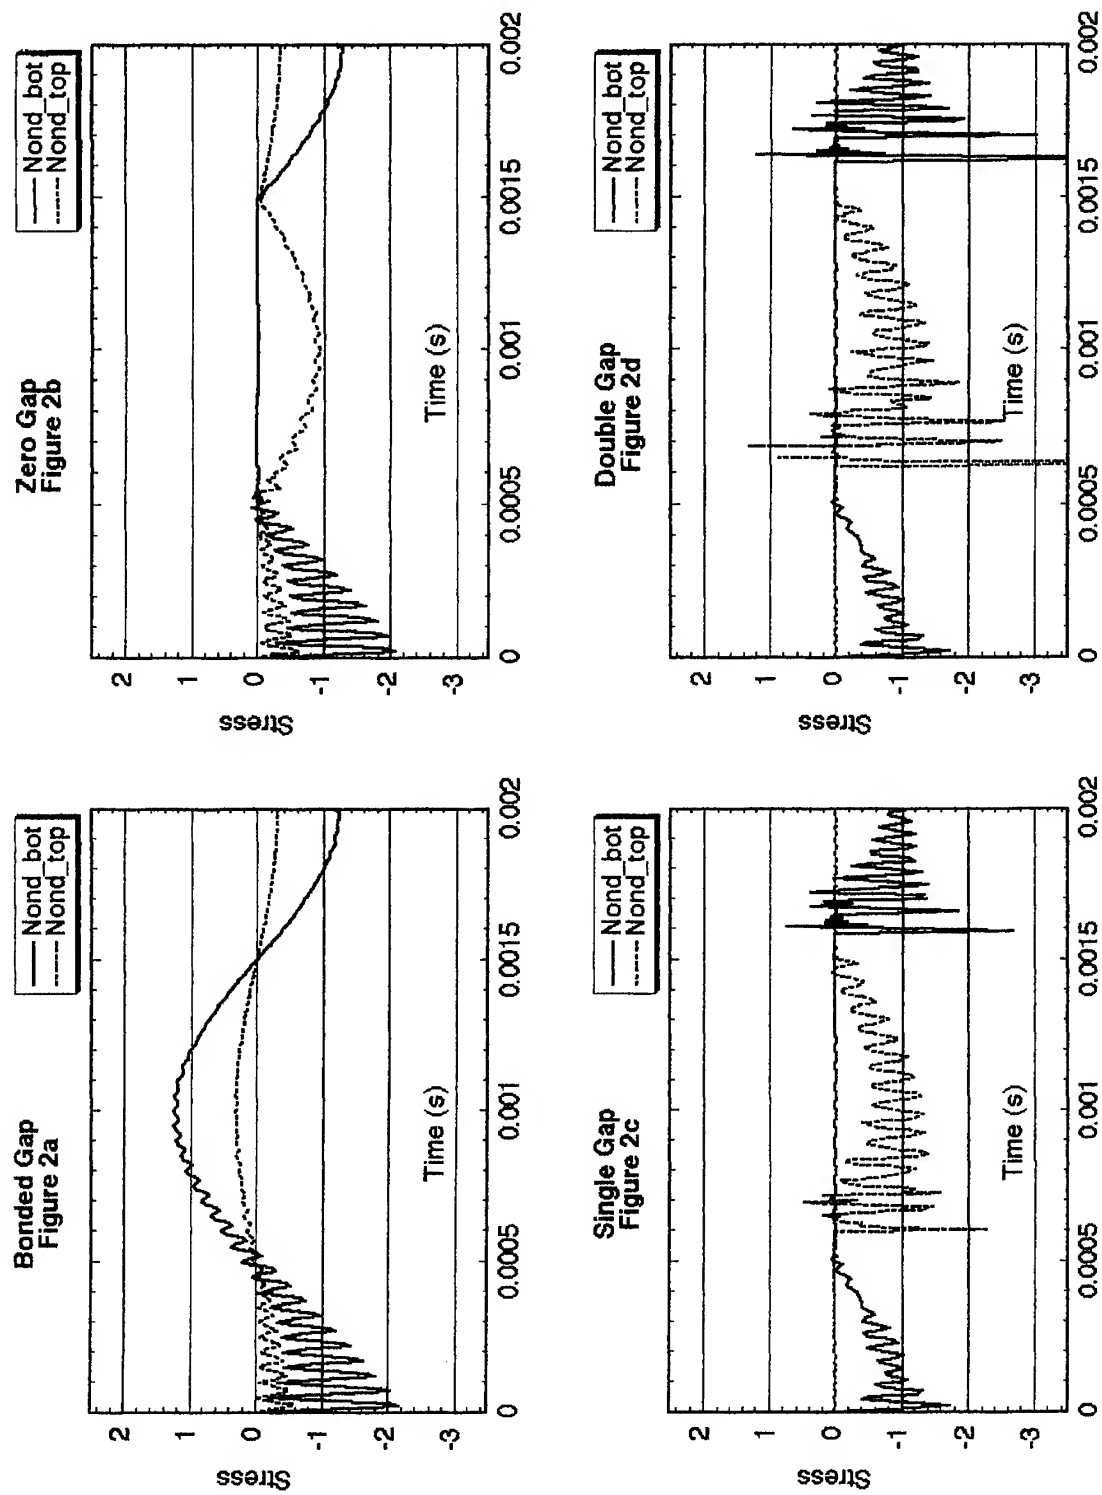 Bonded Gap
Figure 2a
Nond_bot
Nond_top
Stress
2
1
0
-1
-2
-3
Time (s)
0
0.0005
0.001
0.0015
0.002
Zero Gap
Figure 2b
Nond_bot
Nond_top
Stress
2
1
0
-1
-2
-3
Time (s)
0
0.0005
0.001
0.0015
0.002
Single Gap
Figure 2c
Nond_bot
Nond_top
Stress
2
1
0
-1
-2
-3
Time (s)
0
0.0005
0.001
0.0015
0.002
Double Gap
Figure 2d
Nond_bot
Nond_top
Stress
2
1
0
-1
-2
-3
Time (s)
0
0.0005
0.001
0.0015
0.002